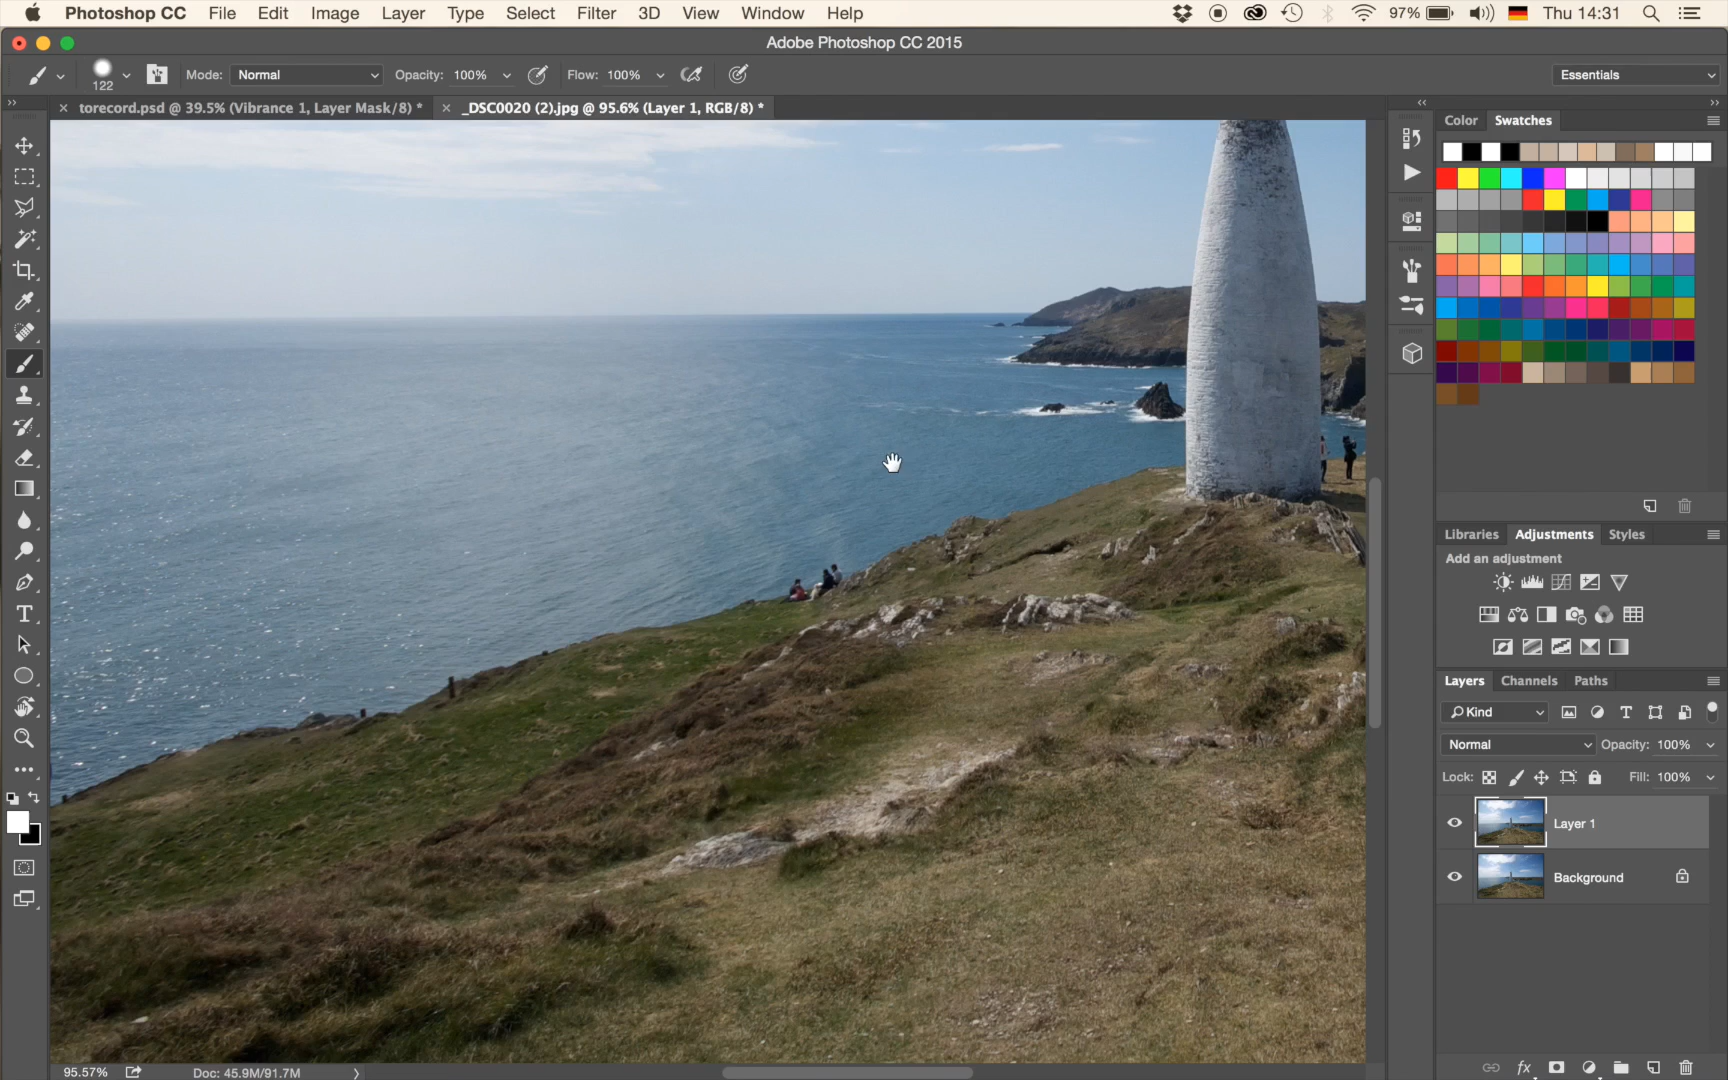 Photoshop CC File Edit Image Layer Type Select Filter 3D View Window Help 97% Thu 14:31
Adobe Photoshop CC 2015
122 Mode: Normal Opacity: 100% Flow: 100% Essentials
torecord.psd @ 39.5% (Vibrance 1, Layer Mask/8) * _DSC0020 (2).jpg @ 95.6% (Layer 1, RGB/8) *
Color Swatches
Libraries Adjustments Styles
Add an adjustment
Layers Channels Paths
Kind
Normal Opacity: 100%
Lock: Fill: 100%
Layer 1
Background
fx
95.57% Doc: 45.9M/91.7M